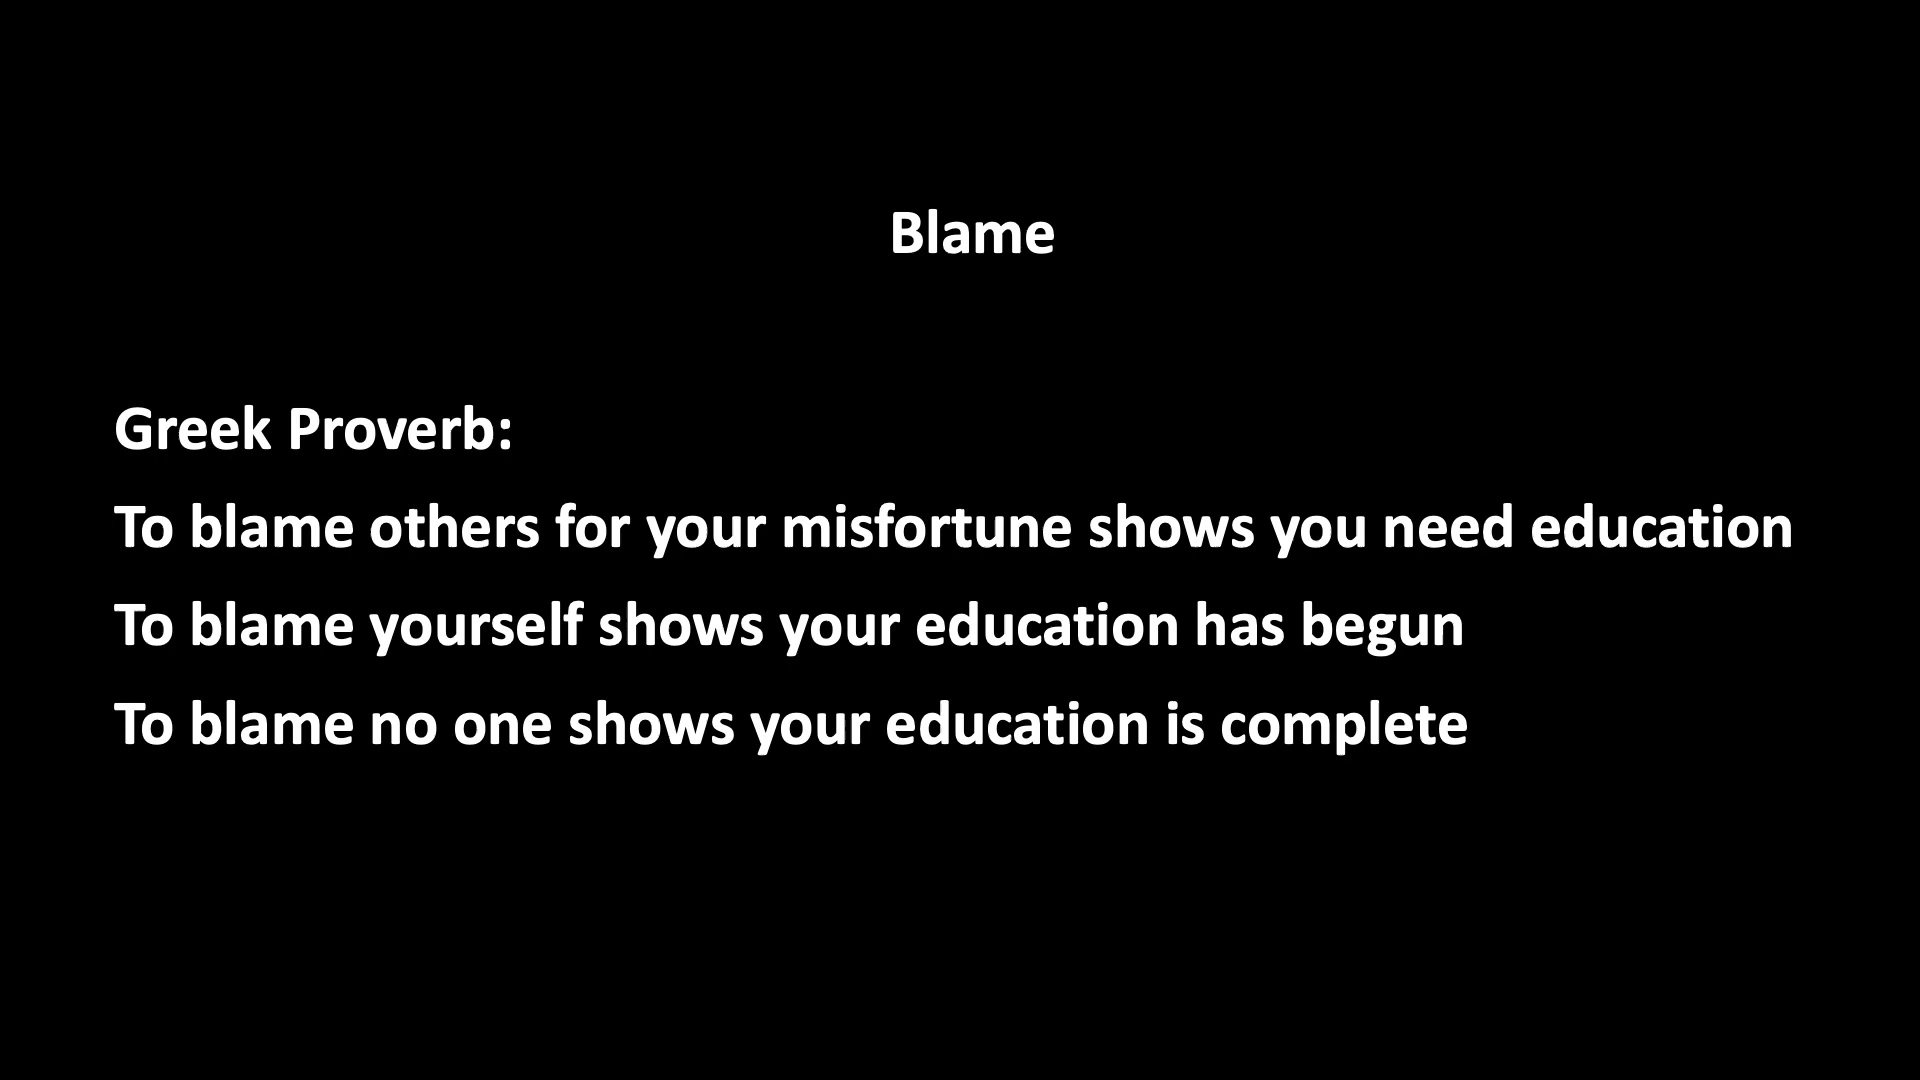 Blame
Greek Proverb:
To blame others for your misfortune shows you need education
To blame yourself shows your education has begun
To blame no one shows your education is complete